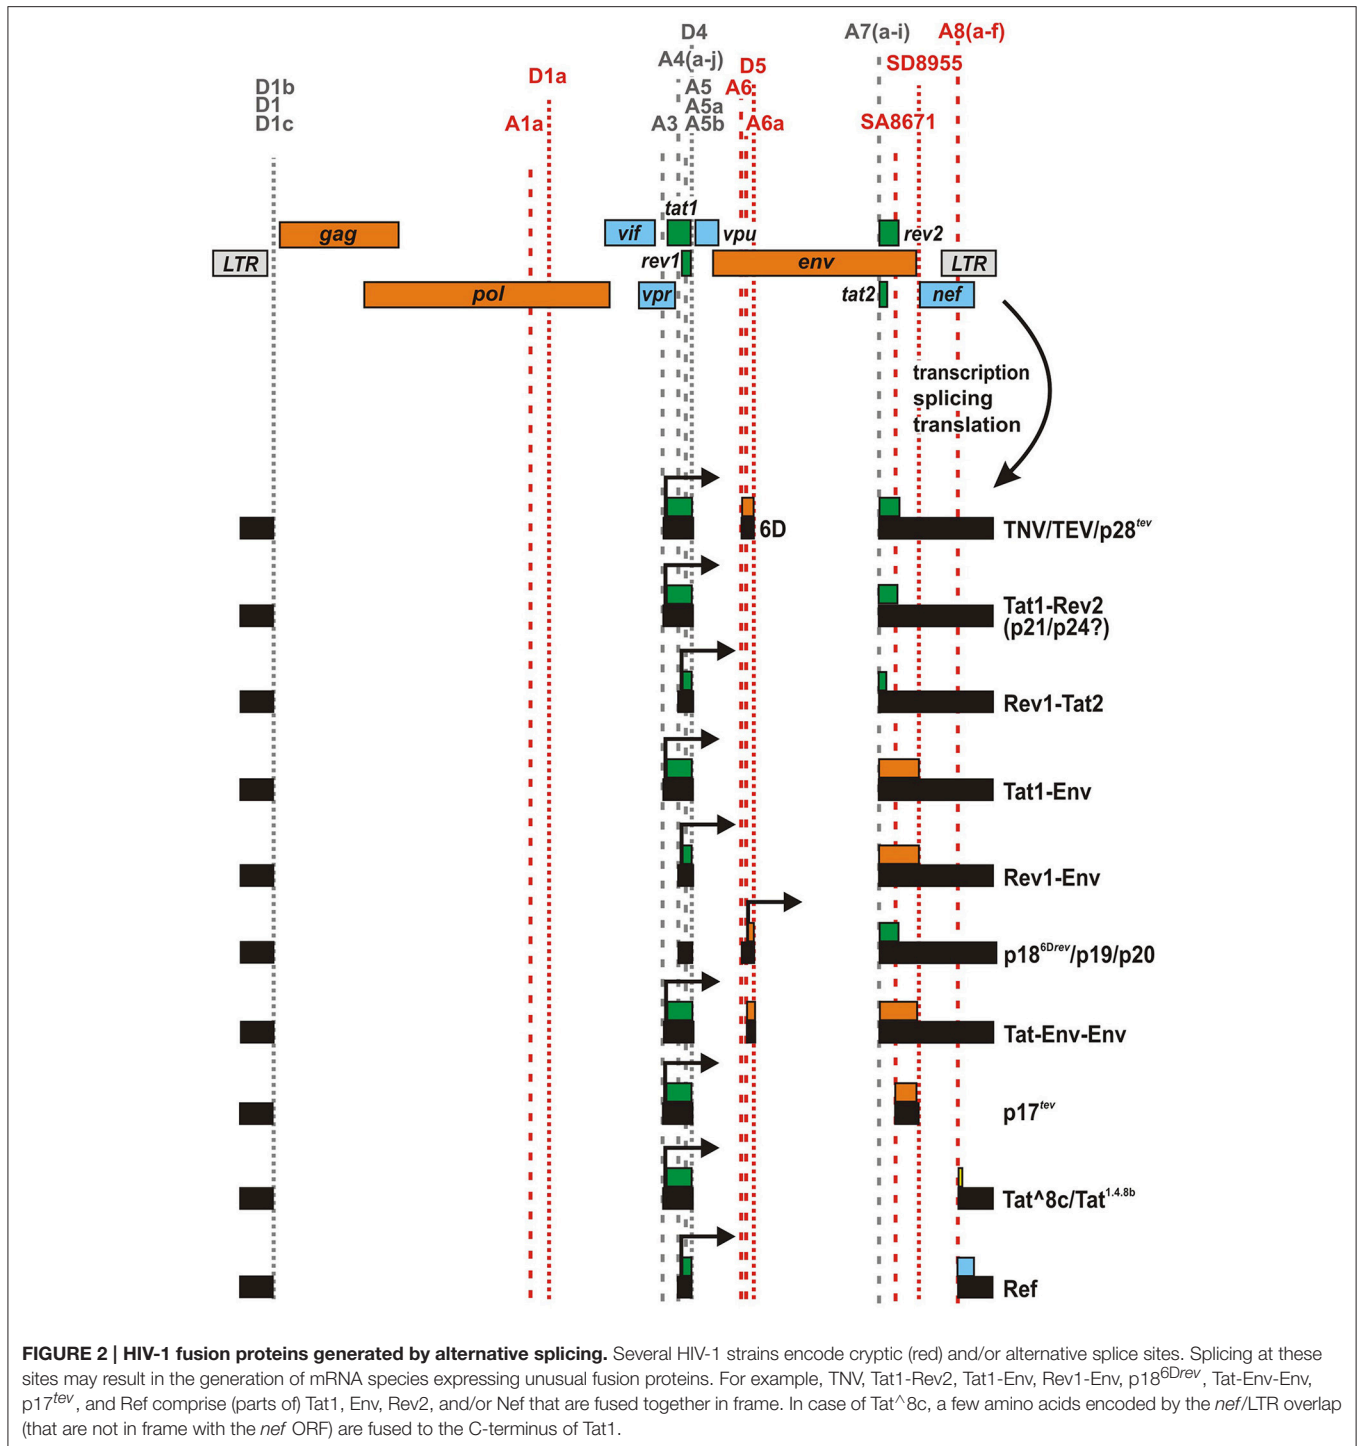 D4
A7(a-i)
A8(a-f)
A4(a-j)
D5
SD8955
D1a
D1b
A5
A6
D1
A5a
D1c
A1a
A3
A5b
A6a
SA8671
tat1
gag
vif
vpu
rev2
LTR
rev1
env
LTR
pol
vpr
tat2
nef
transcription
splicing
translation
6D
TNV/TEV/p28tev
Tat1-Rev2
(p21/p24?)
Rev1-Tat2
Tat1-Env
Rev1-Env
p186Drev/p19/p20
Tat-Env-Env
p17tev
Tat^8c/Tat1.4.8b
Ref
FIGURE 2 | HIV-1 fusion proteins generated by alternative splicing. Several HIV-1 strains encode cryptic (red) and/or alternative splice sites. Splicing at these
sites may result in the generation of mRNA species expressing unusual fusion proteins. For example, TNV, Tat1-Rev2, Tat1-Env, Rev1-Env, p186Drev, Tat-Env-Env,
p17tev, and Ref comprise (parts of) Tat1, Env, Rev2, and/or Nef that are fused together in frame. In case of Tat^8c, a few amino acids encoded by the nef/LTR overlap
(that are not in frame with the nef ORF) are fused to the C-terminus of Tat1.